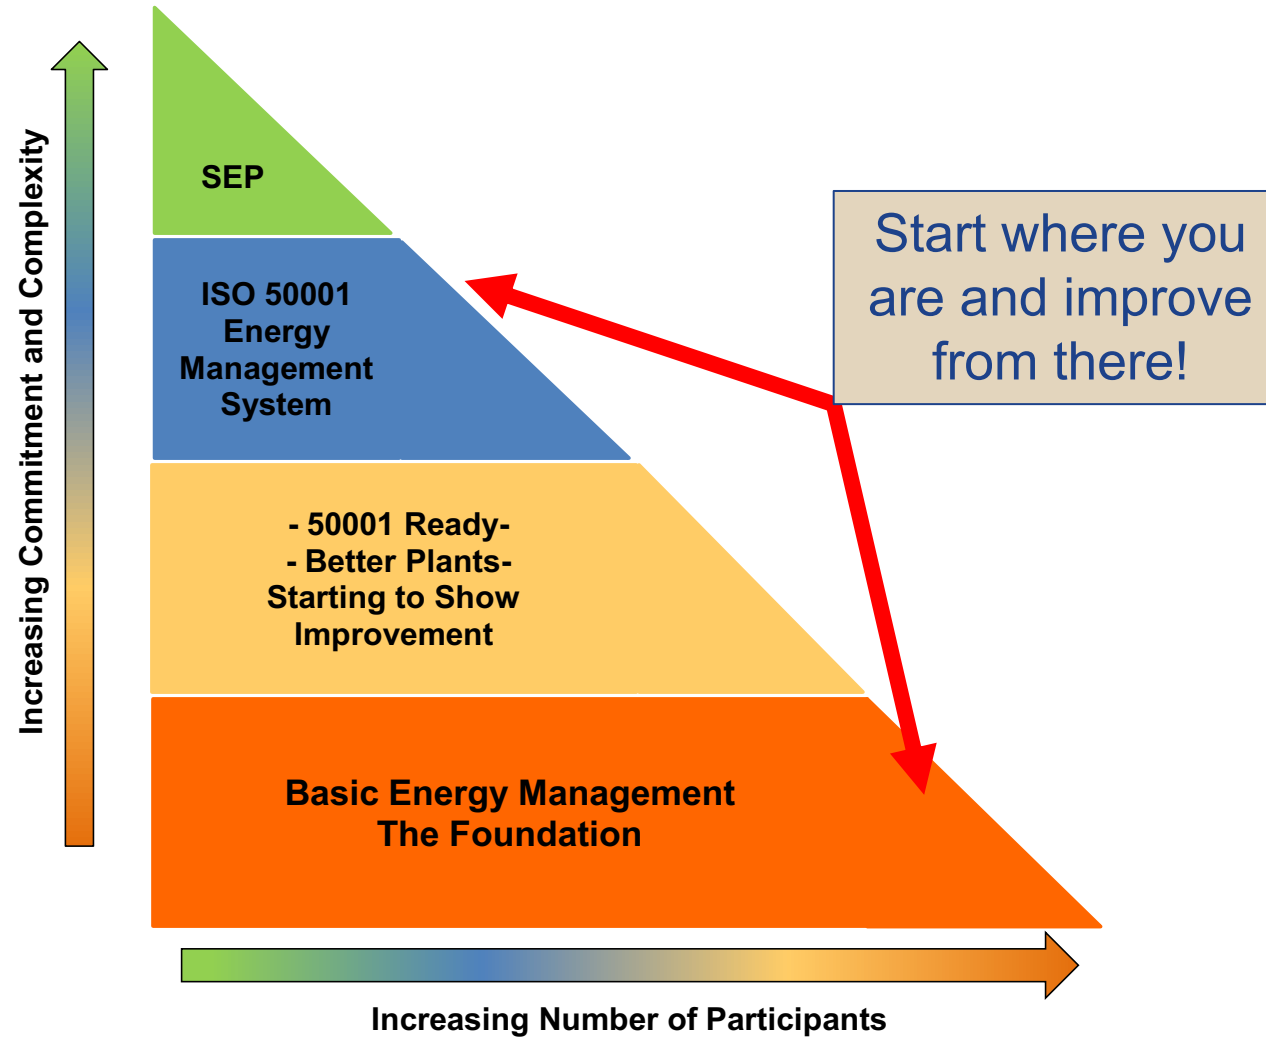 Increasing Commitment and Complexity
SEP
ISO 50001
Energy
Management
System
Start where you
are and improve
from there!
- 50001 Ready-
- Better Plants-
Starting to Show
Improvement
Basic Energy Management
The Foundation
Increasing Number of Participants